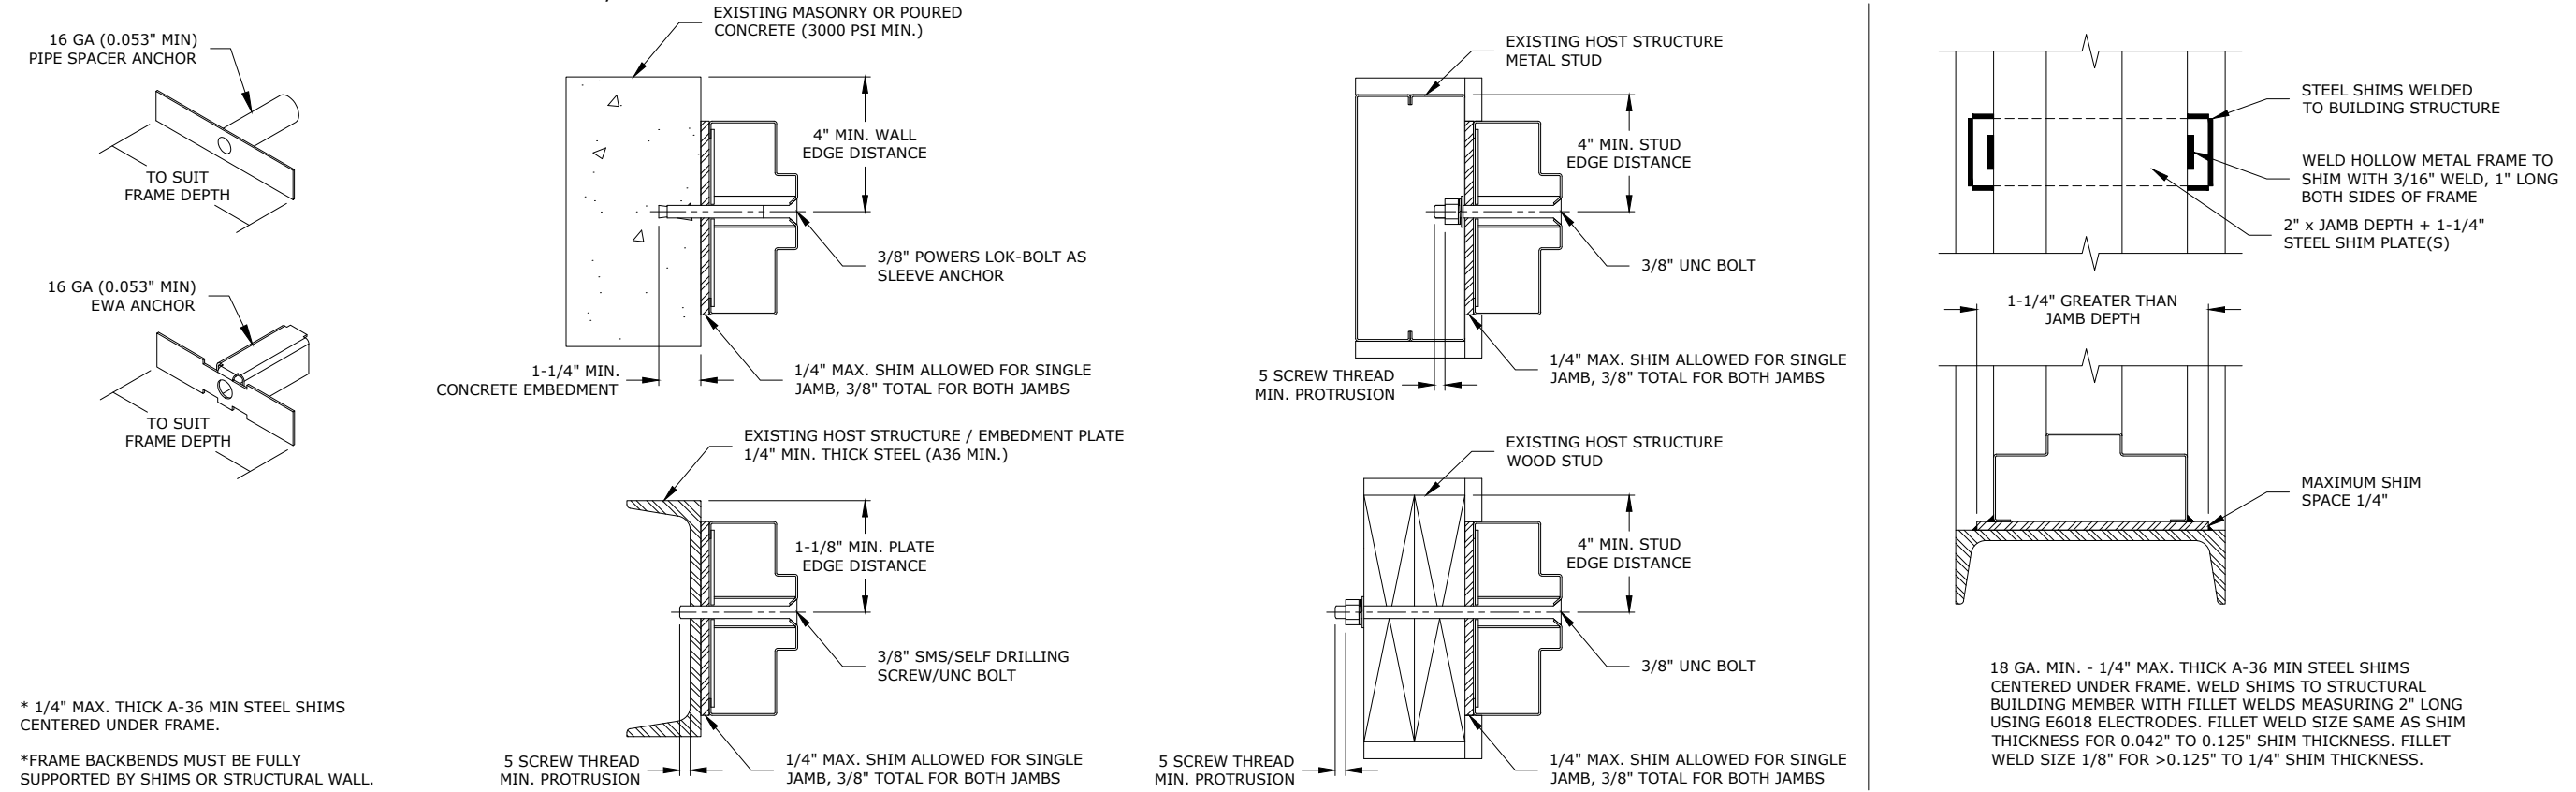 16 GA (0.053" MIN)
PIPE SPACER ANCHOR
TO SUIT
FRAME DEPTH
16 GA (0.053" MIN)
EWA ANCHOR
TO SUIT
FRAME DEPTH
* 1/4" MAX. THICK A-36 MIN STEEL SHIMS
CENTERED UNDER FRAME.
*FRAME BACKBENDS MUST BE FULLY
SUPPORTED BY SHIMS OR STRUCTURAL WALL.
EXISTING MASONRY OR POURED
CONCRETE (3000 PSI MIN.)
4" MIN. WALL
EDGE DISTANCE
3/8" POWERS LOK-BOLT AS
SLEEVE ANCHOR
1-1/4" MIN.
CONCRETE EMBEDMENT
1/4" MAX. SHIM ALLOWED FOR SINGLE
JAMB, 3/8" TOTAL FOR BOTH JAMBS
EXISTING HOST STRUCTURE / EMBEDMENT PLATE
1/4" MIN. THICK STEEL (A36 MIN.)
1-1/8" MIN. PLATE
EDGE DISTANCE
3/8" SMS/SELF DRILLING
SCREW/UNC BOLT
5 SCREW THREAD
MIN. PROTRUSION
1/4" MAX. SHIM ALLOWED FOR SINGLE
JAMB, 3/8" TOTAL FOR BOTH JAMBS
EXISTING HOST STRUCTURE
METAL STUD
4" MIN. STUD
EDGE DISTANCE
3/8" UNC BOLT
5 SCREW THREAD
MIN. PROTRUSION
1/4" MAX. SHIM ALLOWED FOR SINGLE
JAMB, 3/8" TOTAL FOR BOTH JAMBS
EXISTING HOST STRUCTURE
WOOD STUD
4" MIN. STUD
EDGE DISTANCE
3/8" UNC BOLT
5 SCREW THREAD
MIN. PROTRUSION
1/4" MAX. SHIM ALLOWED FOR SINGLE
JAMB, 3/8" TOTAL FOR BOTH JAMBS
STEEL SHIMS WELDED
TO BUILDING STRUCTURE
WELD HOLLOW METAL FRAME TO
SHIM WITH 3/16" WELD, 1" LONG
BOTH SIDES OF FRAME
2" x JAMB DEPTH + 1-1/4"
STEEL SHIM PLATE(S)
1-1/4" GREATER THAN
JAMB DEPTH
MAXIMUM SHIM
SPACE 1/4"
18 GA. MIN. - 1/4" MAX. THICK A-36 MIN STEEL SHIMS
CENTERED UNDER FRAME. WELD SHIMS TO STRUCTURAL
BUILDING MEMBER WITH FILLET WELDS MEASURING 2" LONG
USING E6018 ELECTRODES. FILLET WELD SIZE SAME AS SHIM
THICKNESS FOR 0.042" TO 0.125" SHIM THICKNESS. FILLET
WELD SIZE 1/8" FOR >0.125" TO 1/4" SHIM THICKNESS.